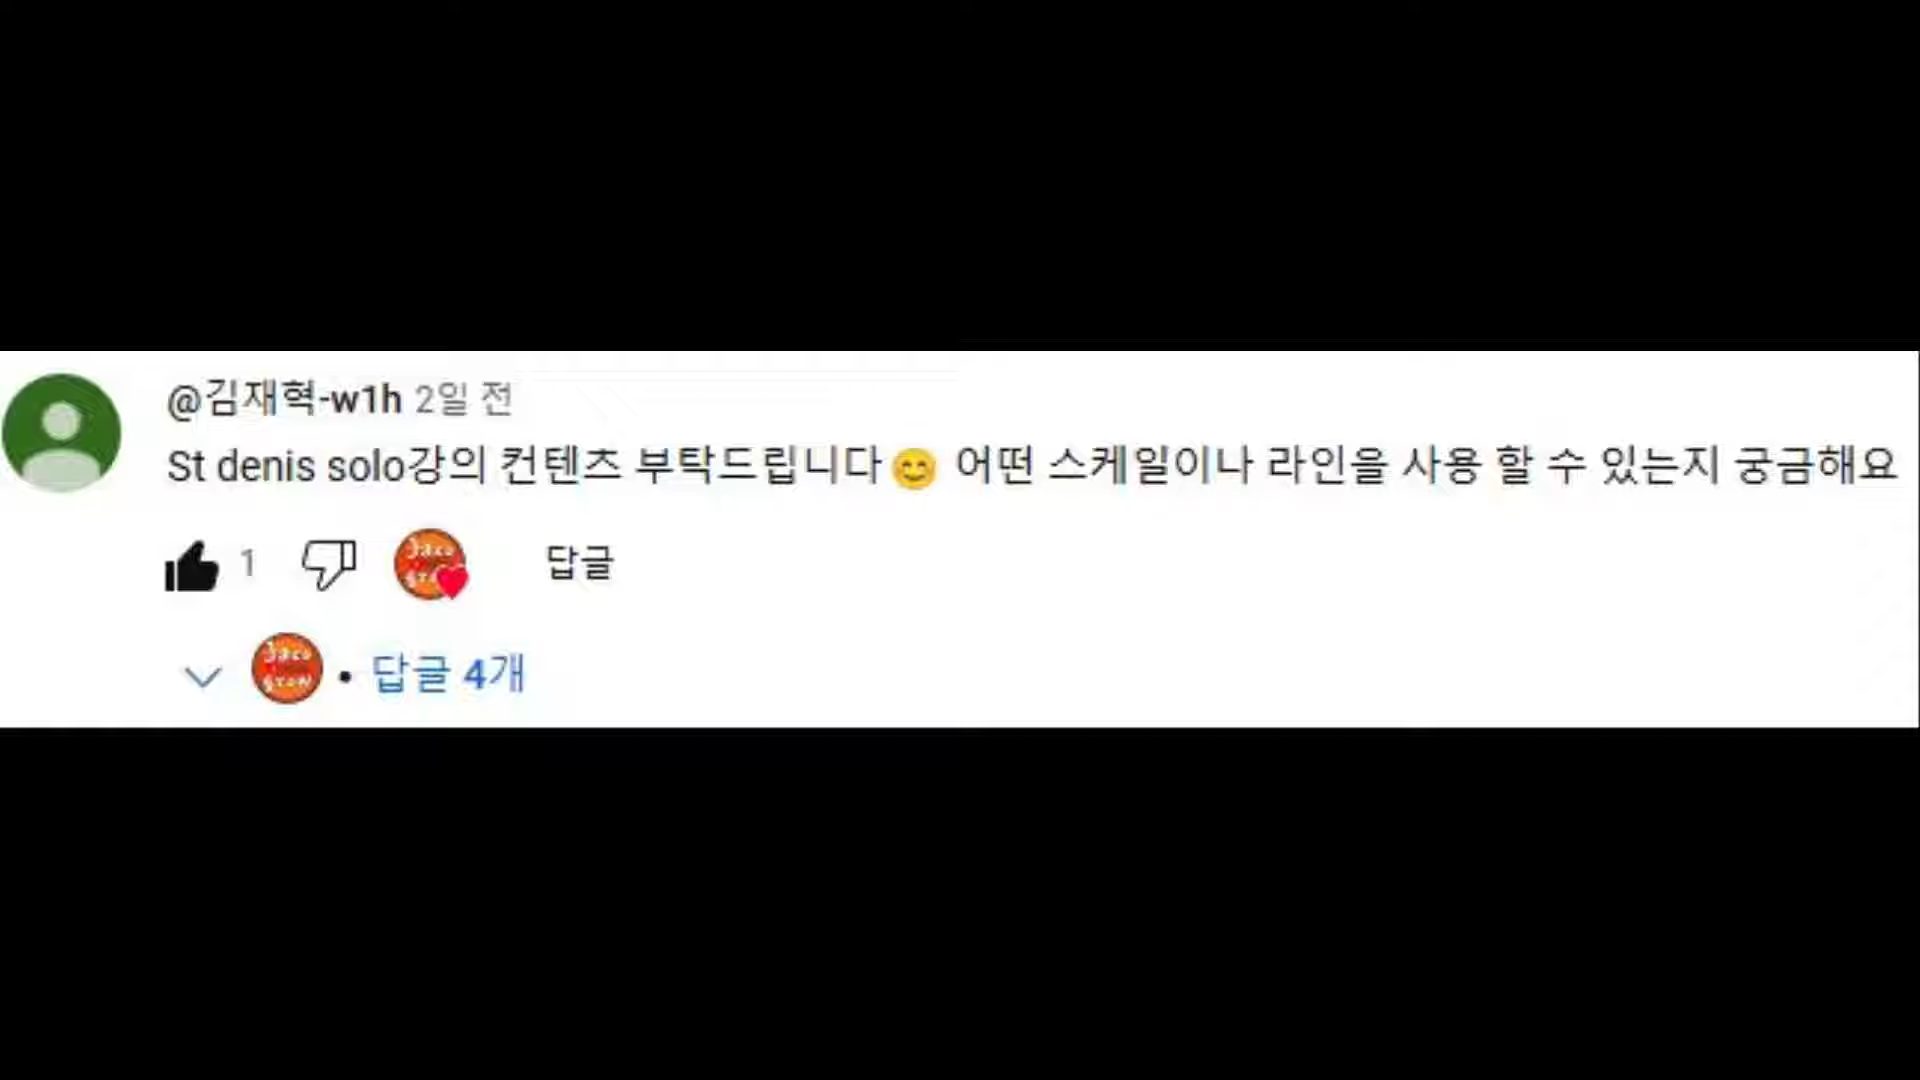 @김재혁-w1h 2일 전
St denis solo강의 컨텐츠 부탁드립니다😊 어떤 스케일이나 라인을 사용 할 수 있는지 궁금해요
1 답글
• 답글 4개